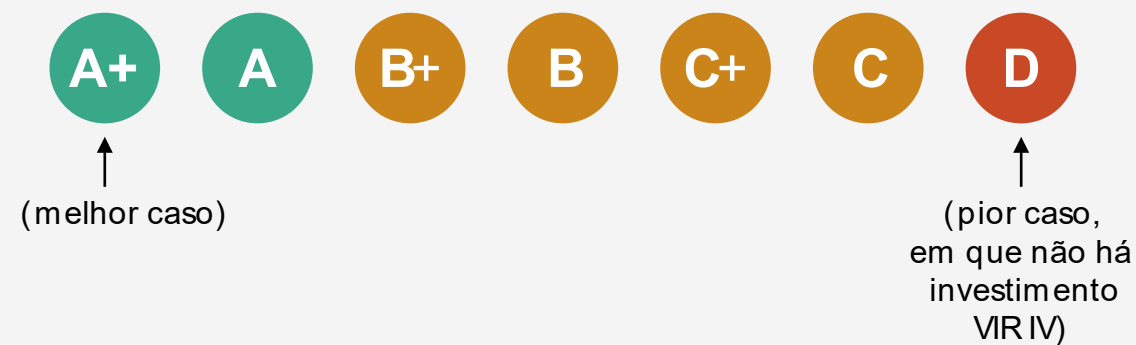 A+ A B+ B C+ C D
(melhor caso)
(pior caso,
em que não há
investimento
VIR IV)